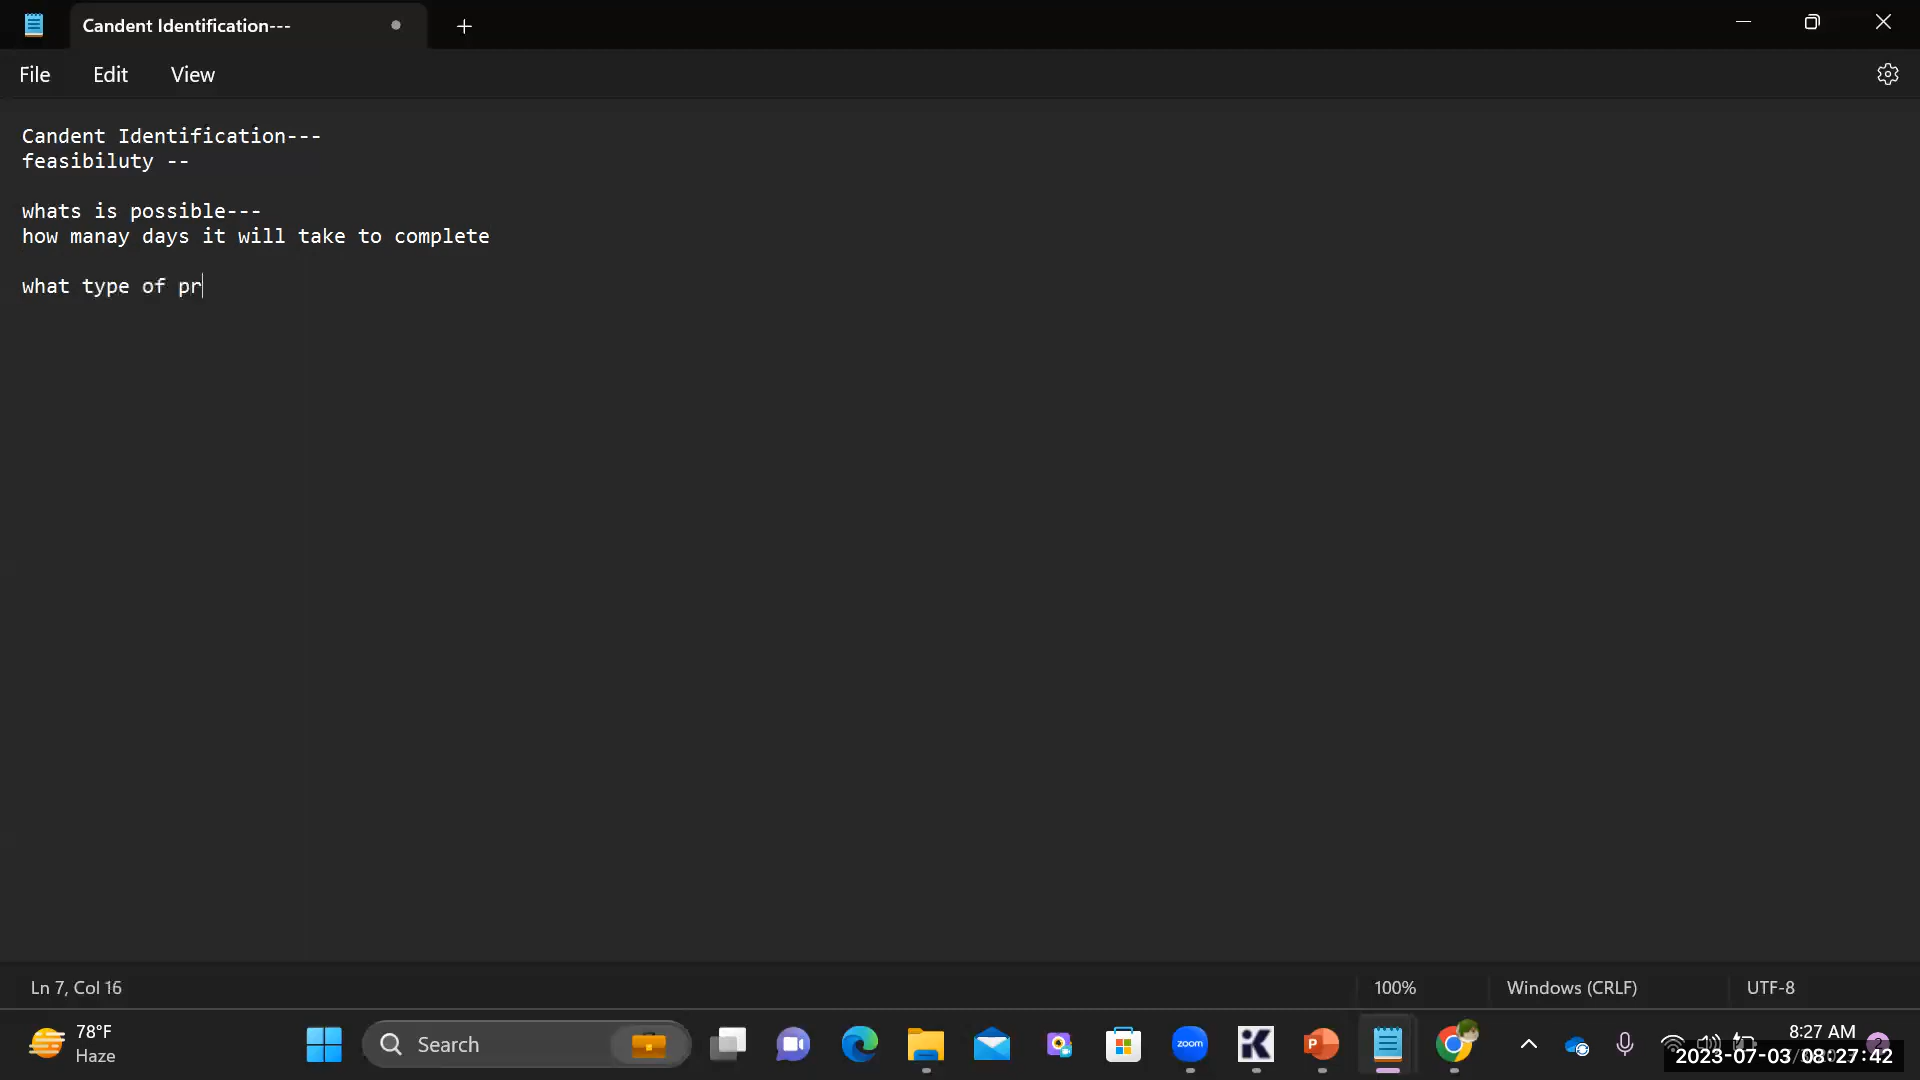 Candent Identification---
File Edit View
Candent Identification---
feasibiluty --
whats is possible---
how manay days it will take to complete
what type of pr
Ln 7, Col 16 100% Windows (CRLF) UTF-8
78°F
Haze
Search
zoom
8:27 AM
2
2023-07-03 08:27:42